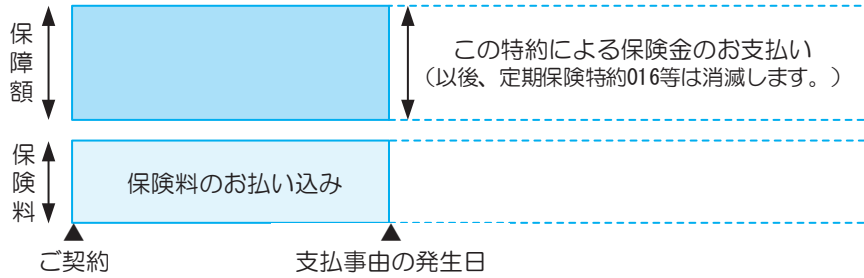 保障額
この特約による保険金のお支払い
（以後、定期保険特約016等は消滅します。）
保険料
保険料のお払い込み
ご契約
支払事由の発生日